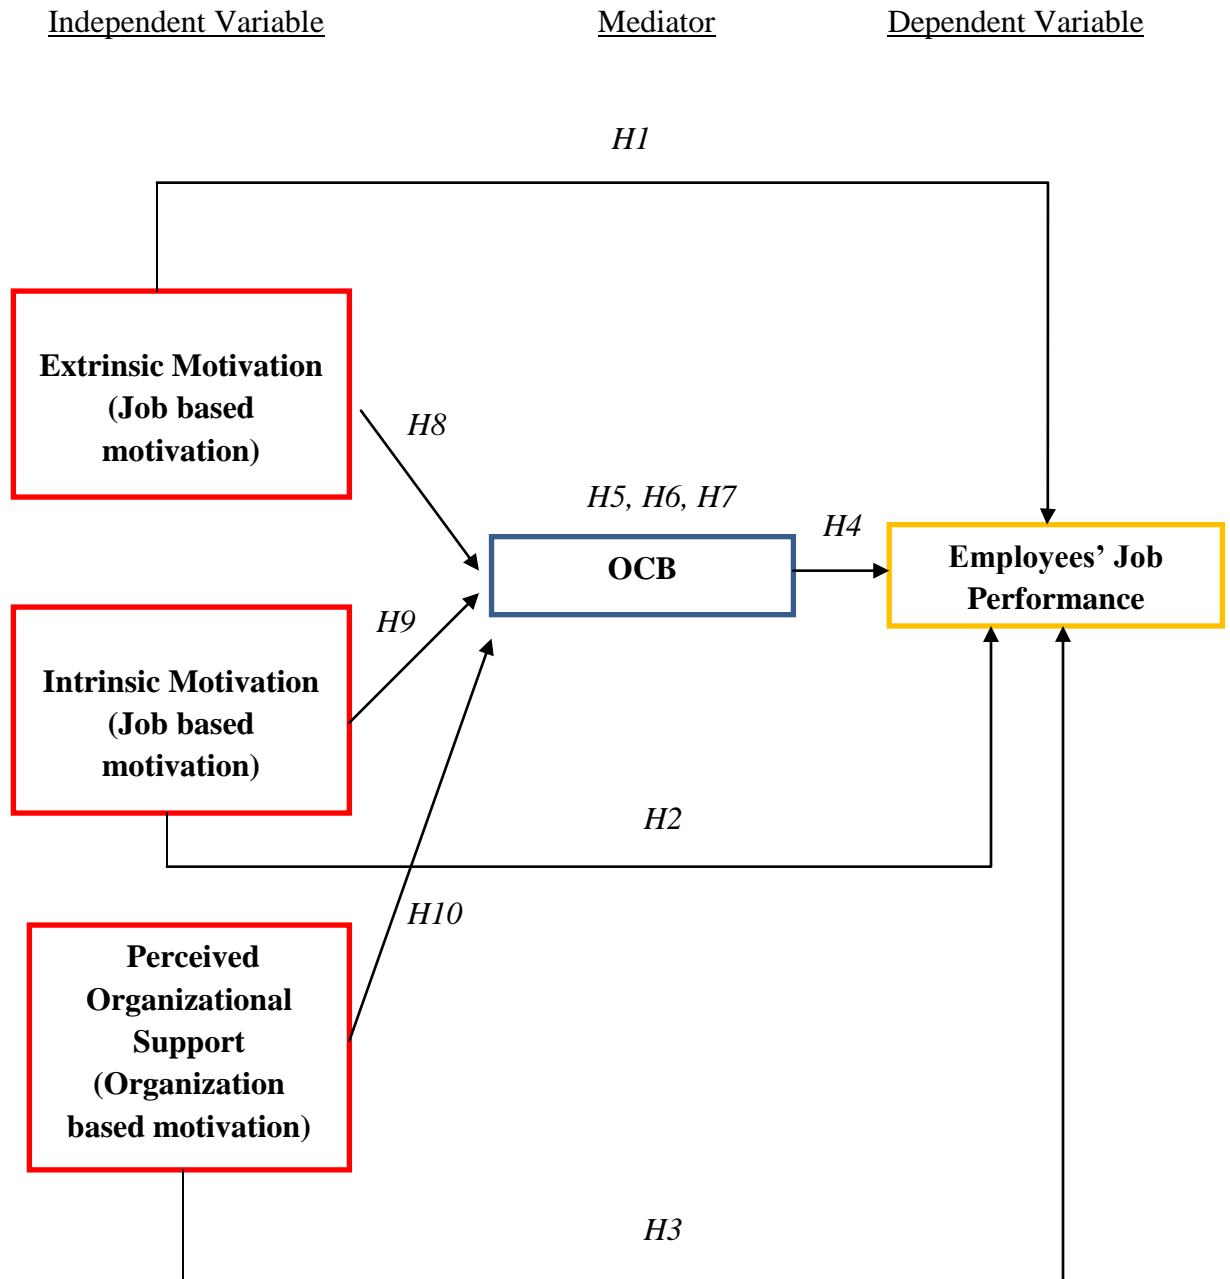 Independent Variable
Mediator
Dependent Variable
H1
Extrinsic Motivation
(Job based
motivation)
H8
H5, H6, H7
H4
OCB
Employees’ Job
Performance
H9
Intrinsic Motivation
(Job based
motivation)
H2
H10
Perceived
Organizational
Support
(Organization
based motivation)
H3